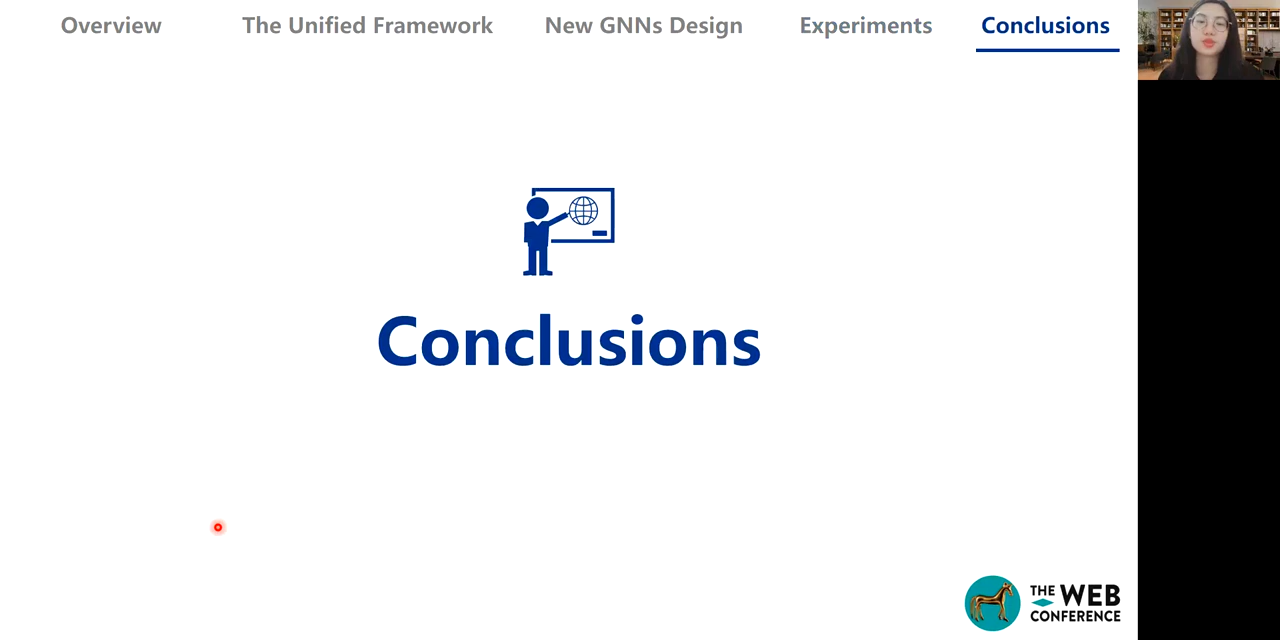 Overview The Unified Framework New GNNs Design Experiments Conclusions
Conclusions
THE WEB
CONFERENCE